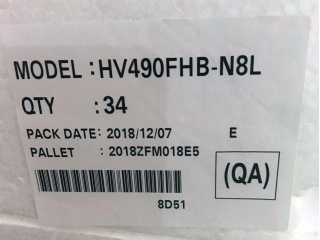 MODEL : HV490FHB-N8L
QTY : 34
PACK DATE : 2018/12/07 E
PALLET : 2018ZFM018E5
(QA)
8D51